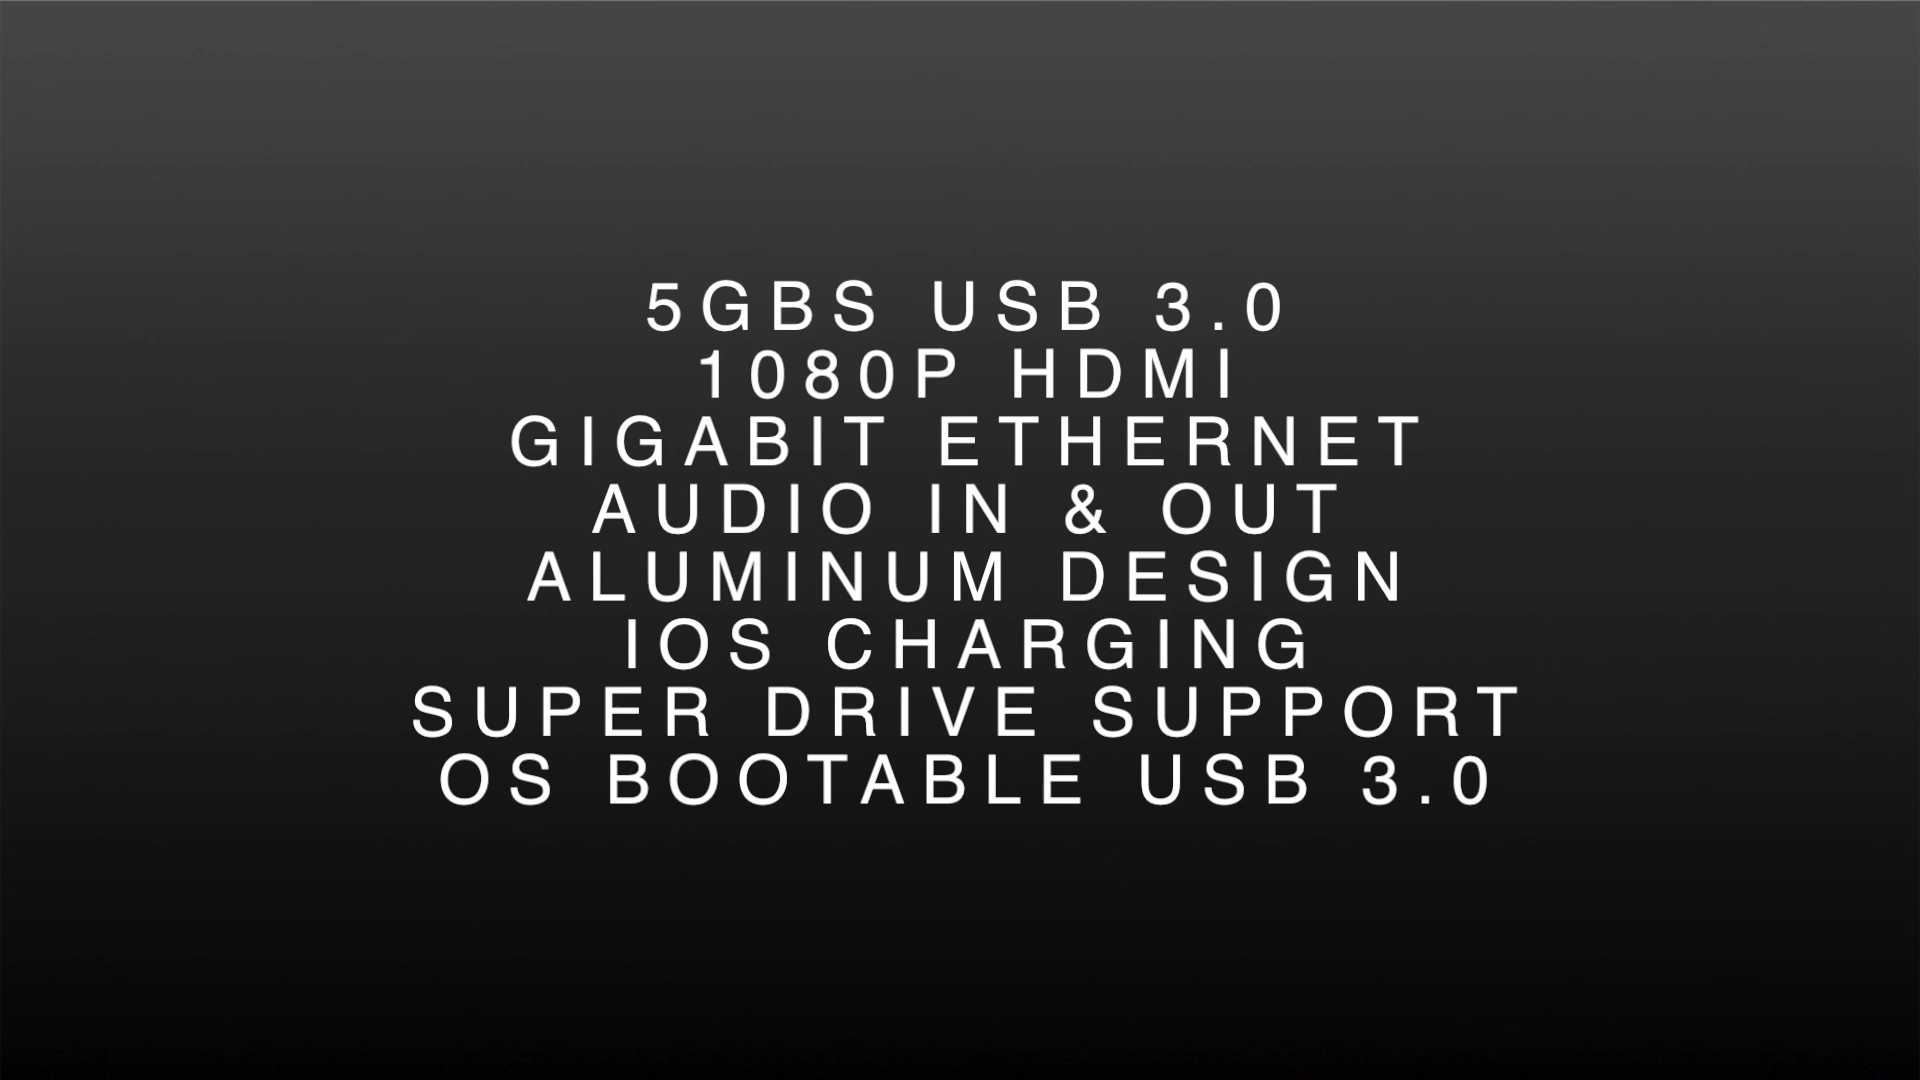 5GBS USB 3.0
1080P HDMI
GIGABIT ETHERNET
AUDIO IN & OUT
ALUMINUM DESIGN
IOS CHARGING
SUPER DRIVE SUPPORT
OS BOOTABLE USB 3.0